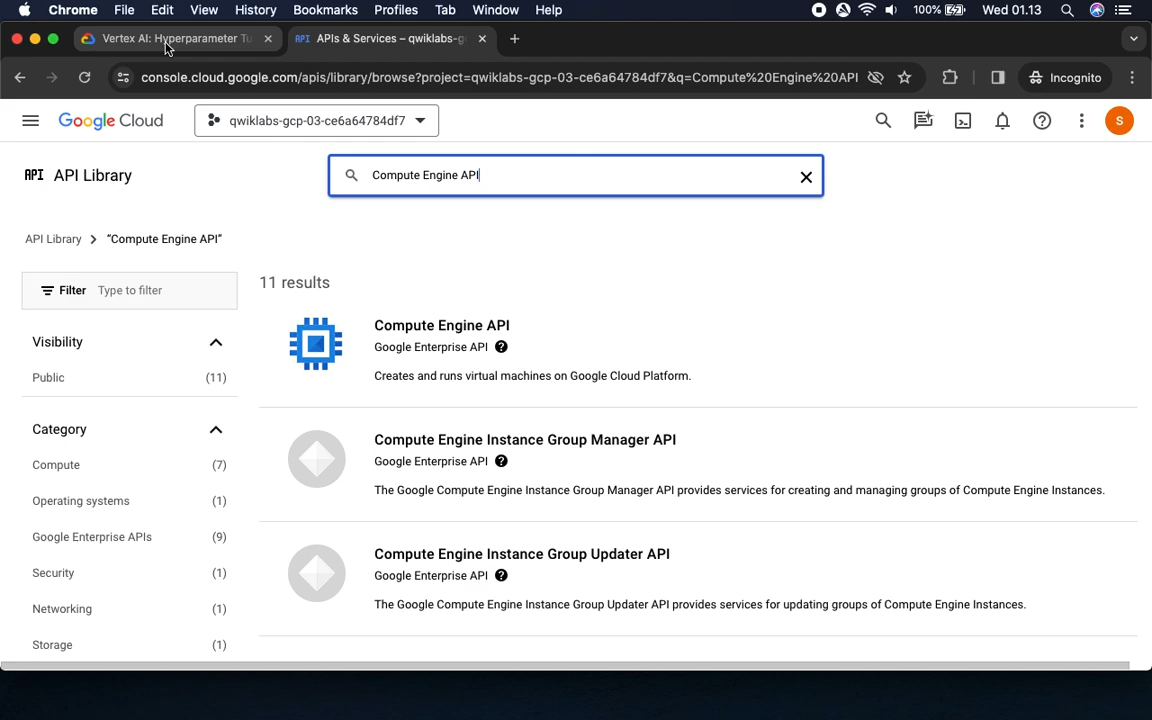 Chrome File Edit View History Bookmarks Profiles Tab Window Help 100% Wed 01.13
Vertex AI: Hyperparameter Tu
API APIs & Services – qwiklabs-g
console.cloud.google.com/apis/library/browse?project=qwiklabs-gcp-03-ce6a64784df7&q=Compute%20Engine%20API
Incognito
Google Cloud
qwiklabs-gcp-03-ce6a64784df7
S
API API Library
Compute Engine API
API Library > “Compute Engine API”
Filter Type to filter
11 results
Visibility
Public (11)
Category
Compute (7)
Operating systems (1)
Google Enterprise APIs (9)
Security (1)
Networking (1)
Storage (1)
Compute Engine API
Google Enterprise API
Creates and runs virtual machines on Google Cloud Platform.
Compute Engine Instance Group Manager API
Google Enterprise API
The Google Compute Engine Instance Group Manager API provides services for creating and managing groups of Compute Engine Instances.
Compute Engine Instance Group Updater API
Google Enterprise API
The Google Compute Engine Instance Group Updater API provides services for updating groups of Compute Engine Instances.